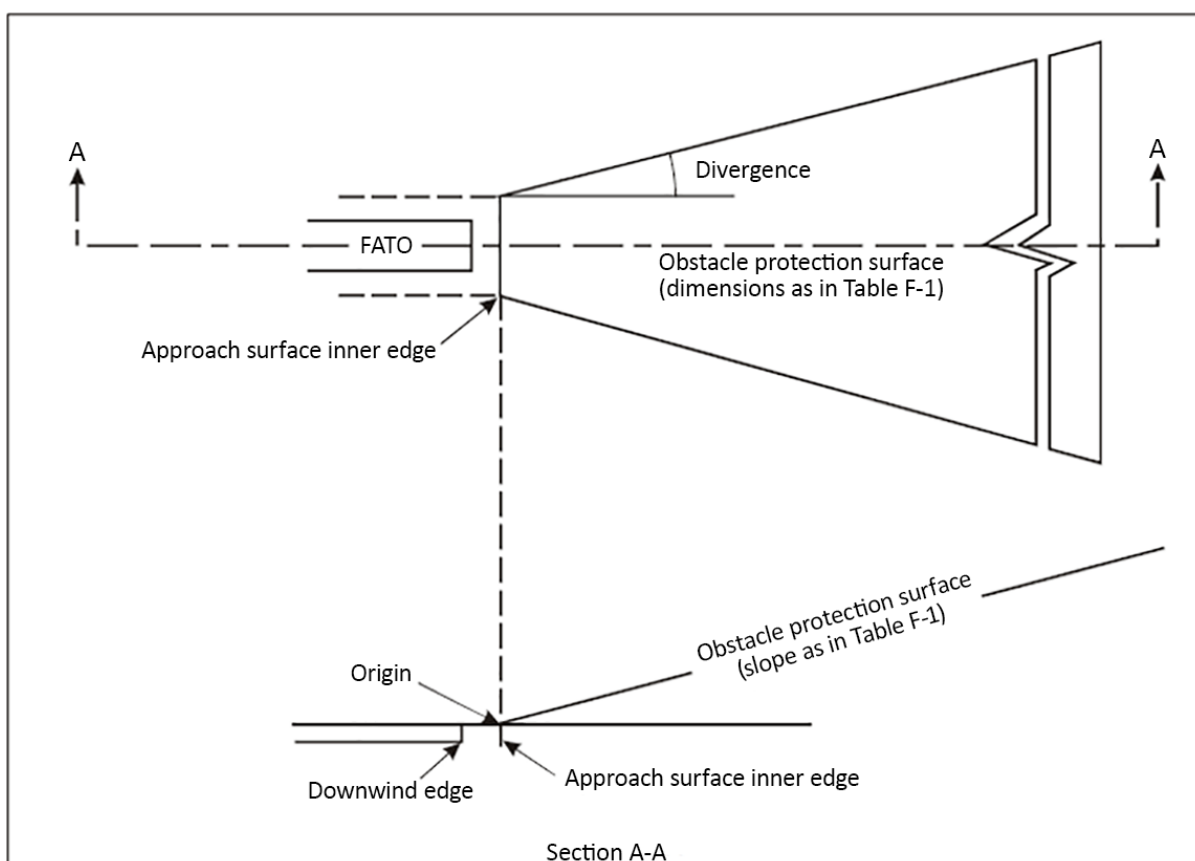 A
A
Divergence
FATO
Obstacle protection surface
(dimensions as in Table F-1)
Approach surface inner edge
Obstacle protection surface
(slope as in Table F-1)
Origin
Downwind edge
Approach surface inner edge
Section A-A